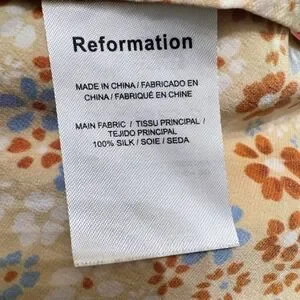 Reformation
MADE IN CHINA / FABRICADO EN
CHINA / FABRIQUÉ EN CHINE
MAIN FABRIC / TISSU PRINCIPAL /
TEJIDO PRINCIPAL
100% SILK / SOIE / SEDA